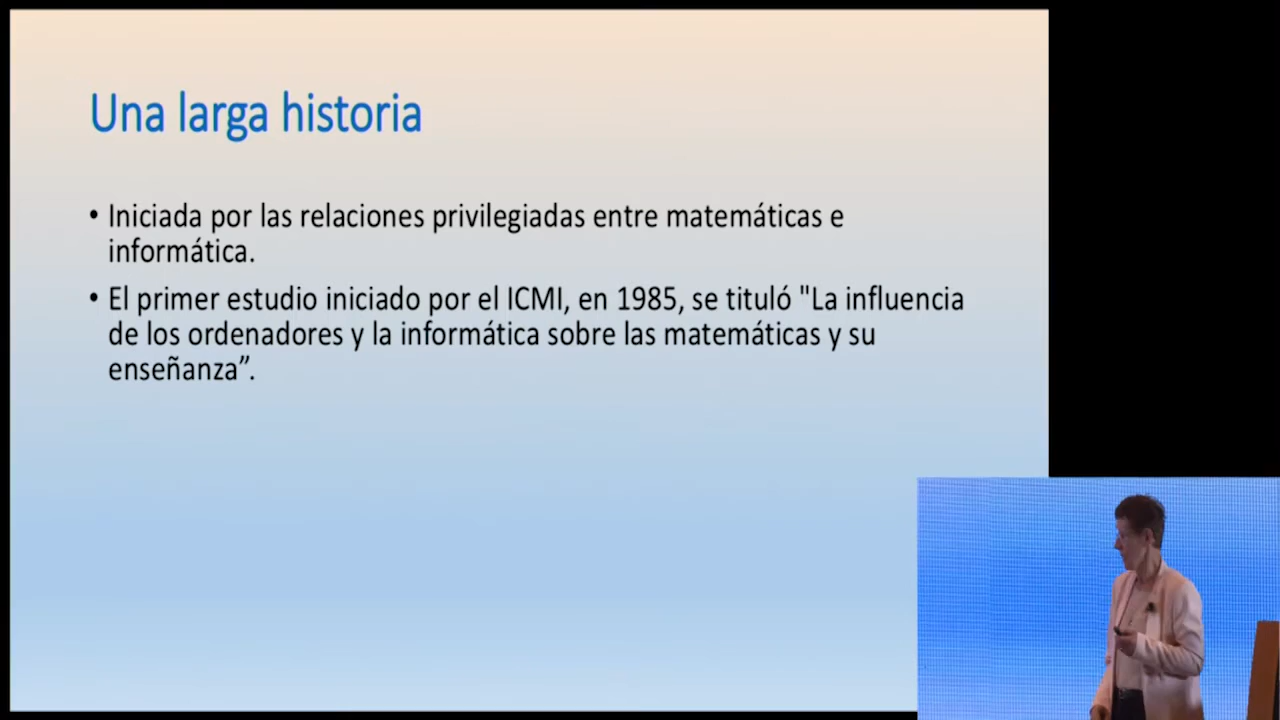 Una larga historia
• Iniciada por las relaciones privilegiadas entre matemáticas e
informática.
• El primer estudio iniciado por el ICMI, en 1985, se tituló "La influencia
de los ordenadores y la informática sobre las matemáticas y su
enseñanza”.